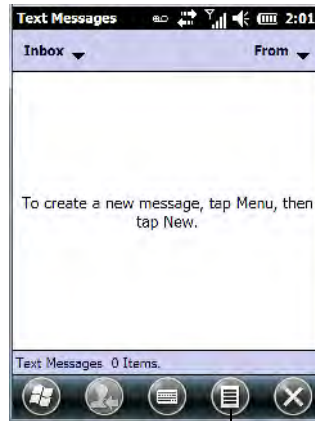 Text Messages 2:01
Inbox From
To create a new message, tap Menu, then
tap New.
Text Messages 0 Items.